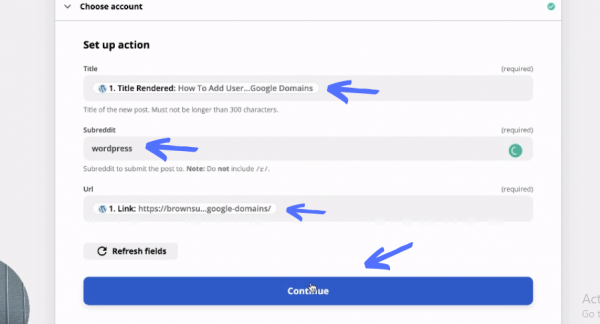 Choose account
Set up action
Title (required)
1. Title Rendered: How To Add User...Google Domains
Title of the new post. Must not be longer than 300 characters.
Subreddit (required)
wordpress
Subreddit to submit the post to. Note: Do not include /r/.
Url (required)
1. Link: https://brownsu...google-domains/
Refresh fields
Continue
Act
Go t